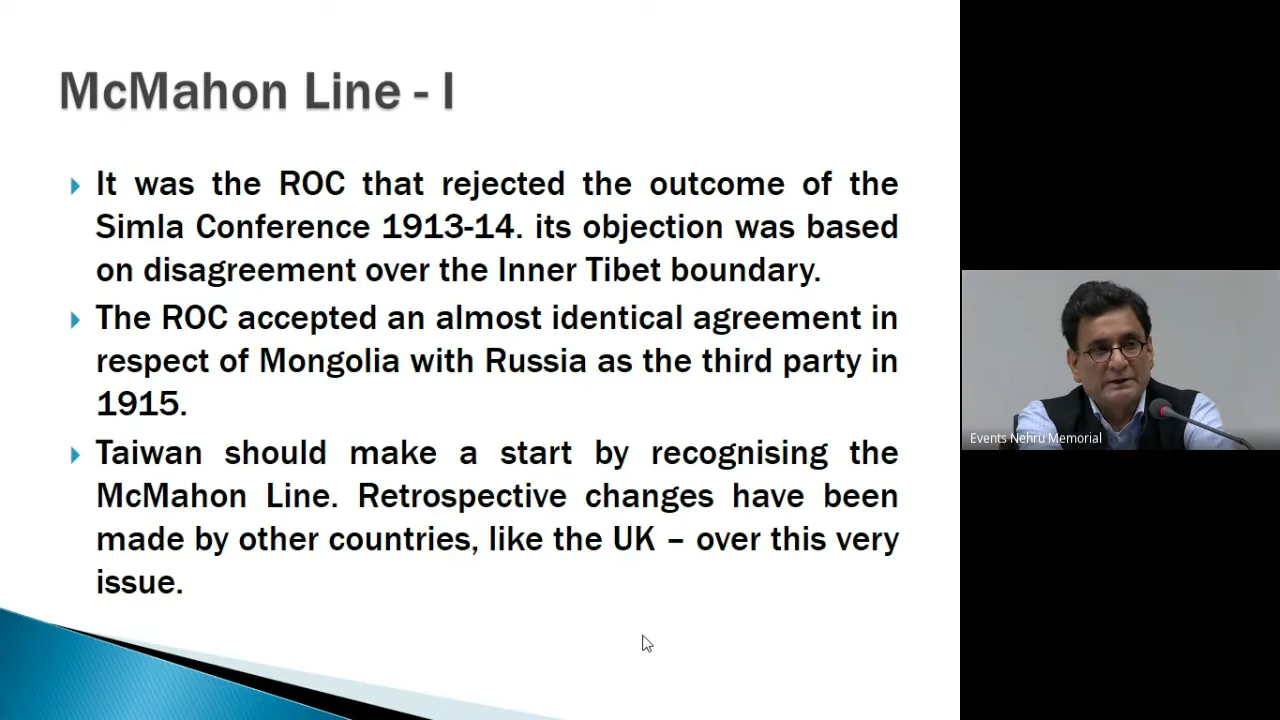 McMahon Line - I
It was the ROC that rejected the outcome of the
Simla Conference 1913-14. its objection was based
on disagreement over the Inner Tibet boundary.
The ROC accepted an almost identical agreement in
respect of Mongolia with Russia as the third party in
1915.
Taiwan should make a start by recognising the
McMahon Line. Retrospective changes have been
made by other countries, like the UK – over this very
issue.
Events Nehru Memorial